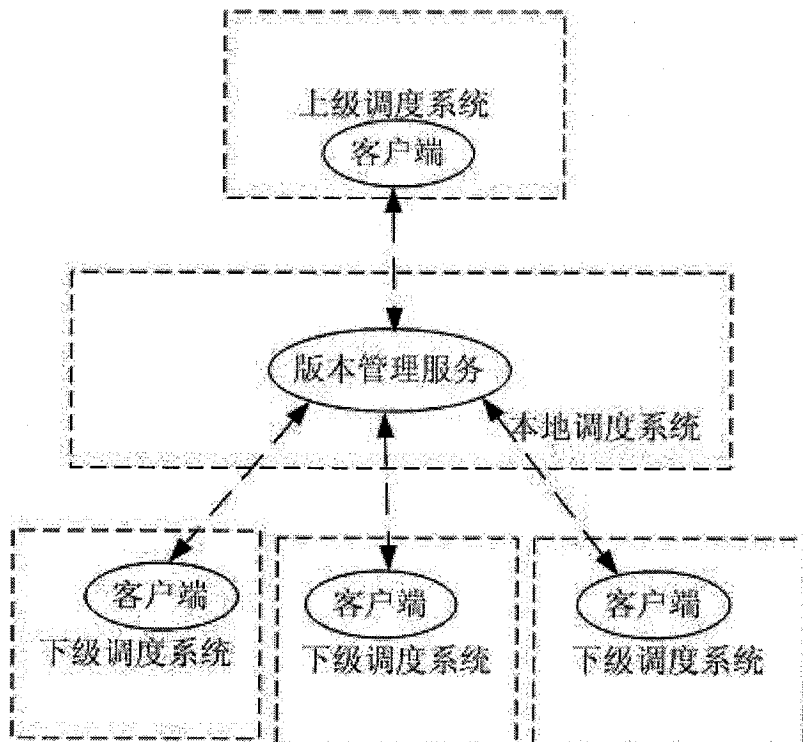 上级调度系统
客户端
版本管理服务
本地调度系统
客户端
下级调度系统
客户端
下级调度系统
客户端
下级调度系统